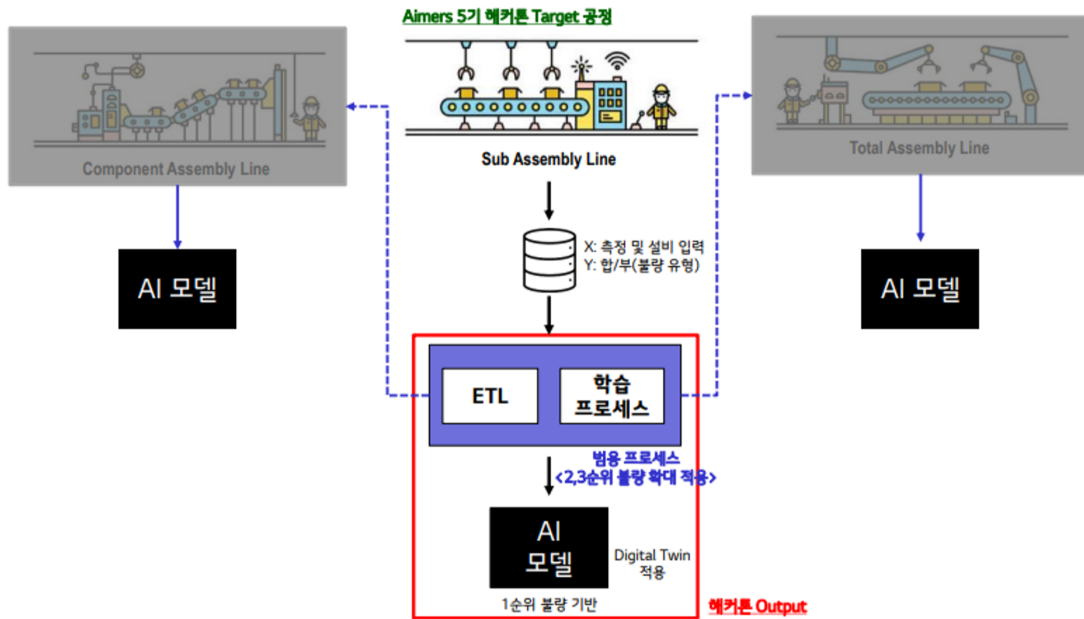 Aimers 5기 해커톤 Target 공정
Component Assembly Line
Sub Assembly Line
Total Assembly Line
X: 측정 및 설비 입력
Y: 합/부(불량 유형)
AI 모델
AI 모델
ETL
학습
프로세스
범용 프로세스
<2,3순위 불량 확대 적용>
AI
모델
Digital Twin
적용
1순위 불량 기반
해커톤 Output